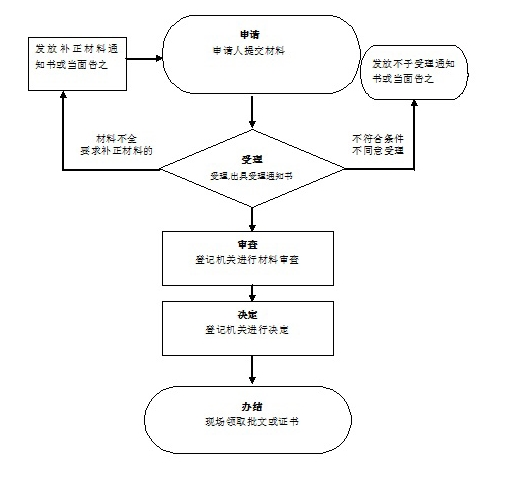 申请
申请人提交材料
发放补正材料通
知书或当面告之
发放不予受理通知
书或当面告之
材料不全
要求补正材料的
不符合条件
不同意受理
受理
受理,出具受理通知书
审查
登记机关进行材料审查
决定
登记机关进行决定
办结
现场领取批文或证书